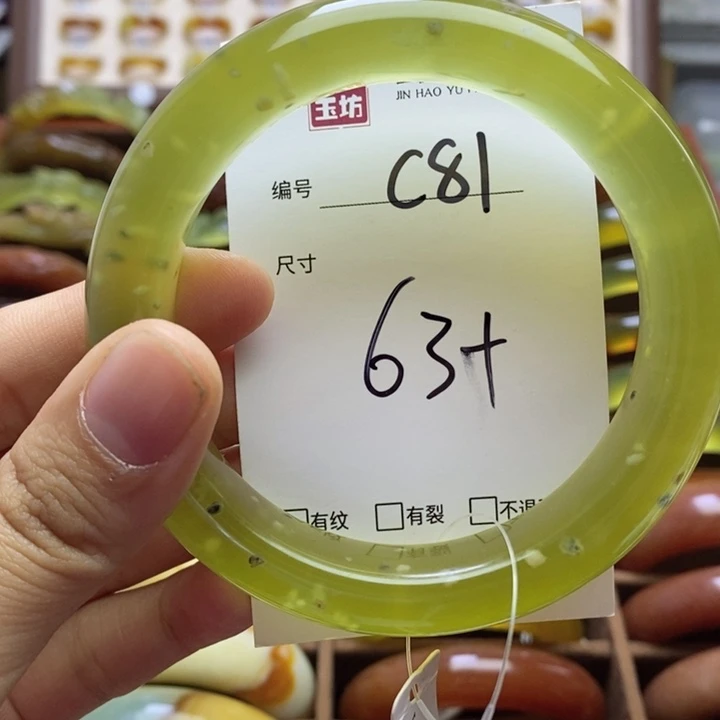 玉坊
JIN HAO YU
编号 C81
尺寸
63+
有纹 有裂 不退